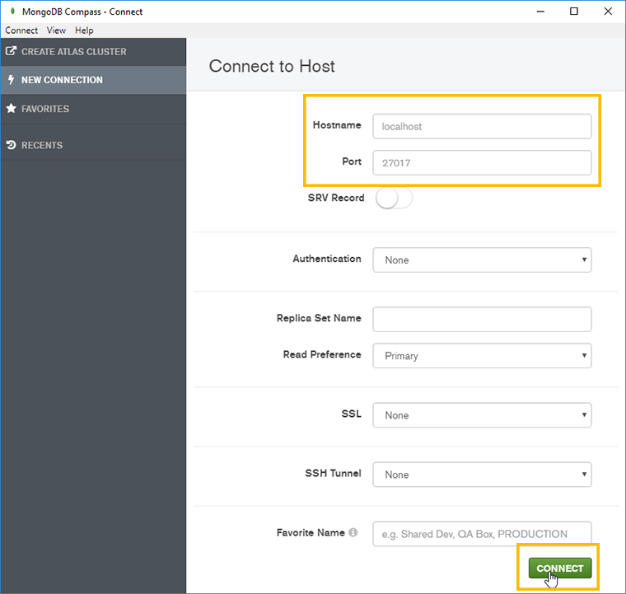 MongoDB Compass - Connect
Connect View Help
CREATE ATLAS CLUSTER
NEW CONNECTION
FAVORITES
RECENTS
Connect to Host
Hostname localhost
Port 27017
SRV Record
Authentication None
Replica Set Name
Read Preference Primary
SSL None
SSH Tunnel None
Favorite Name e.g. Shared Dev, QA Box, PRODUCTION
CONNECT